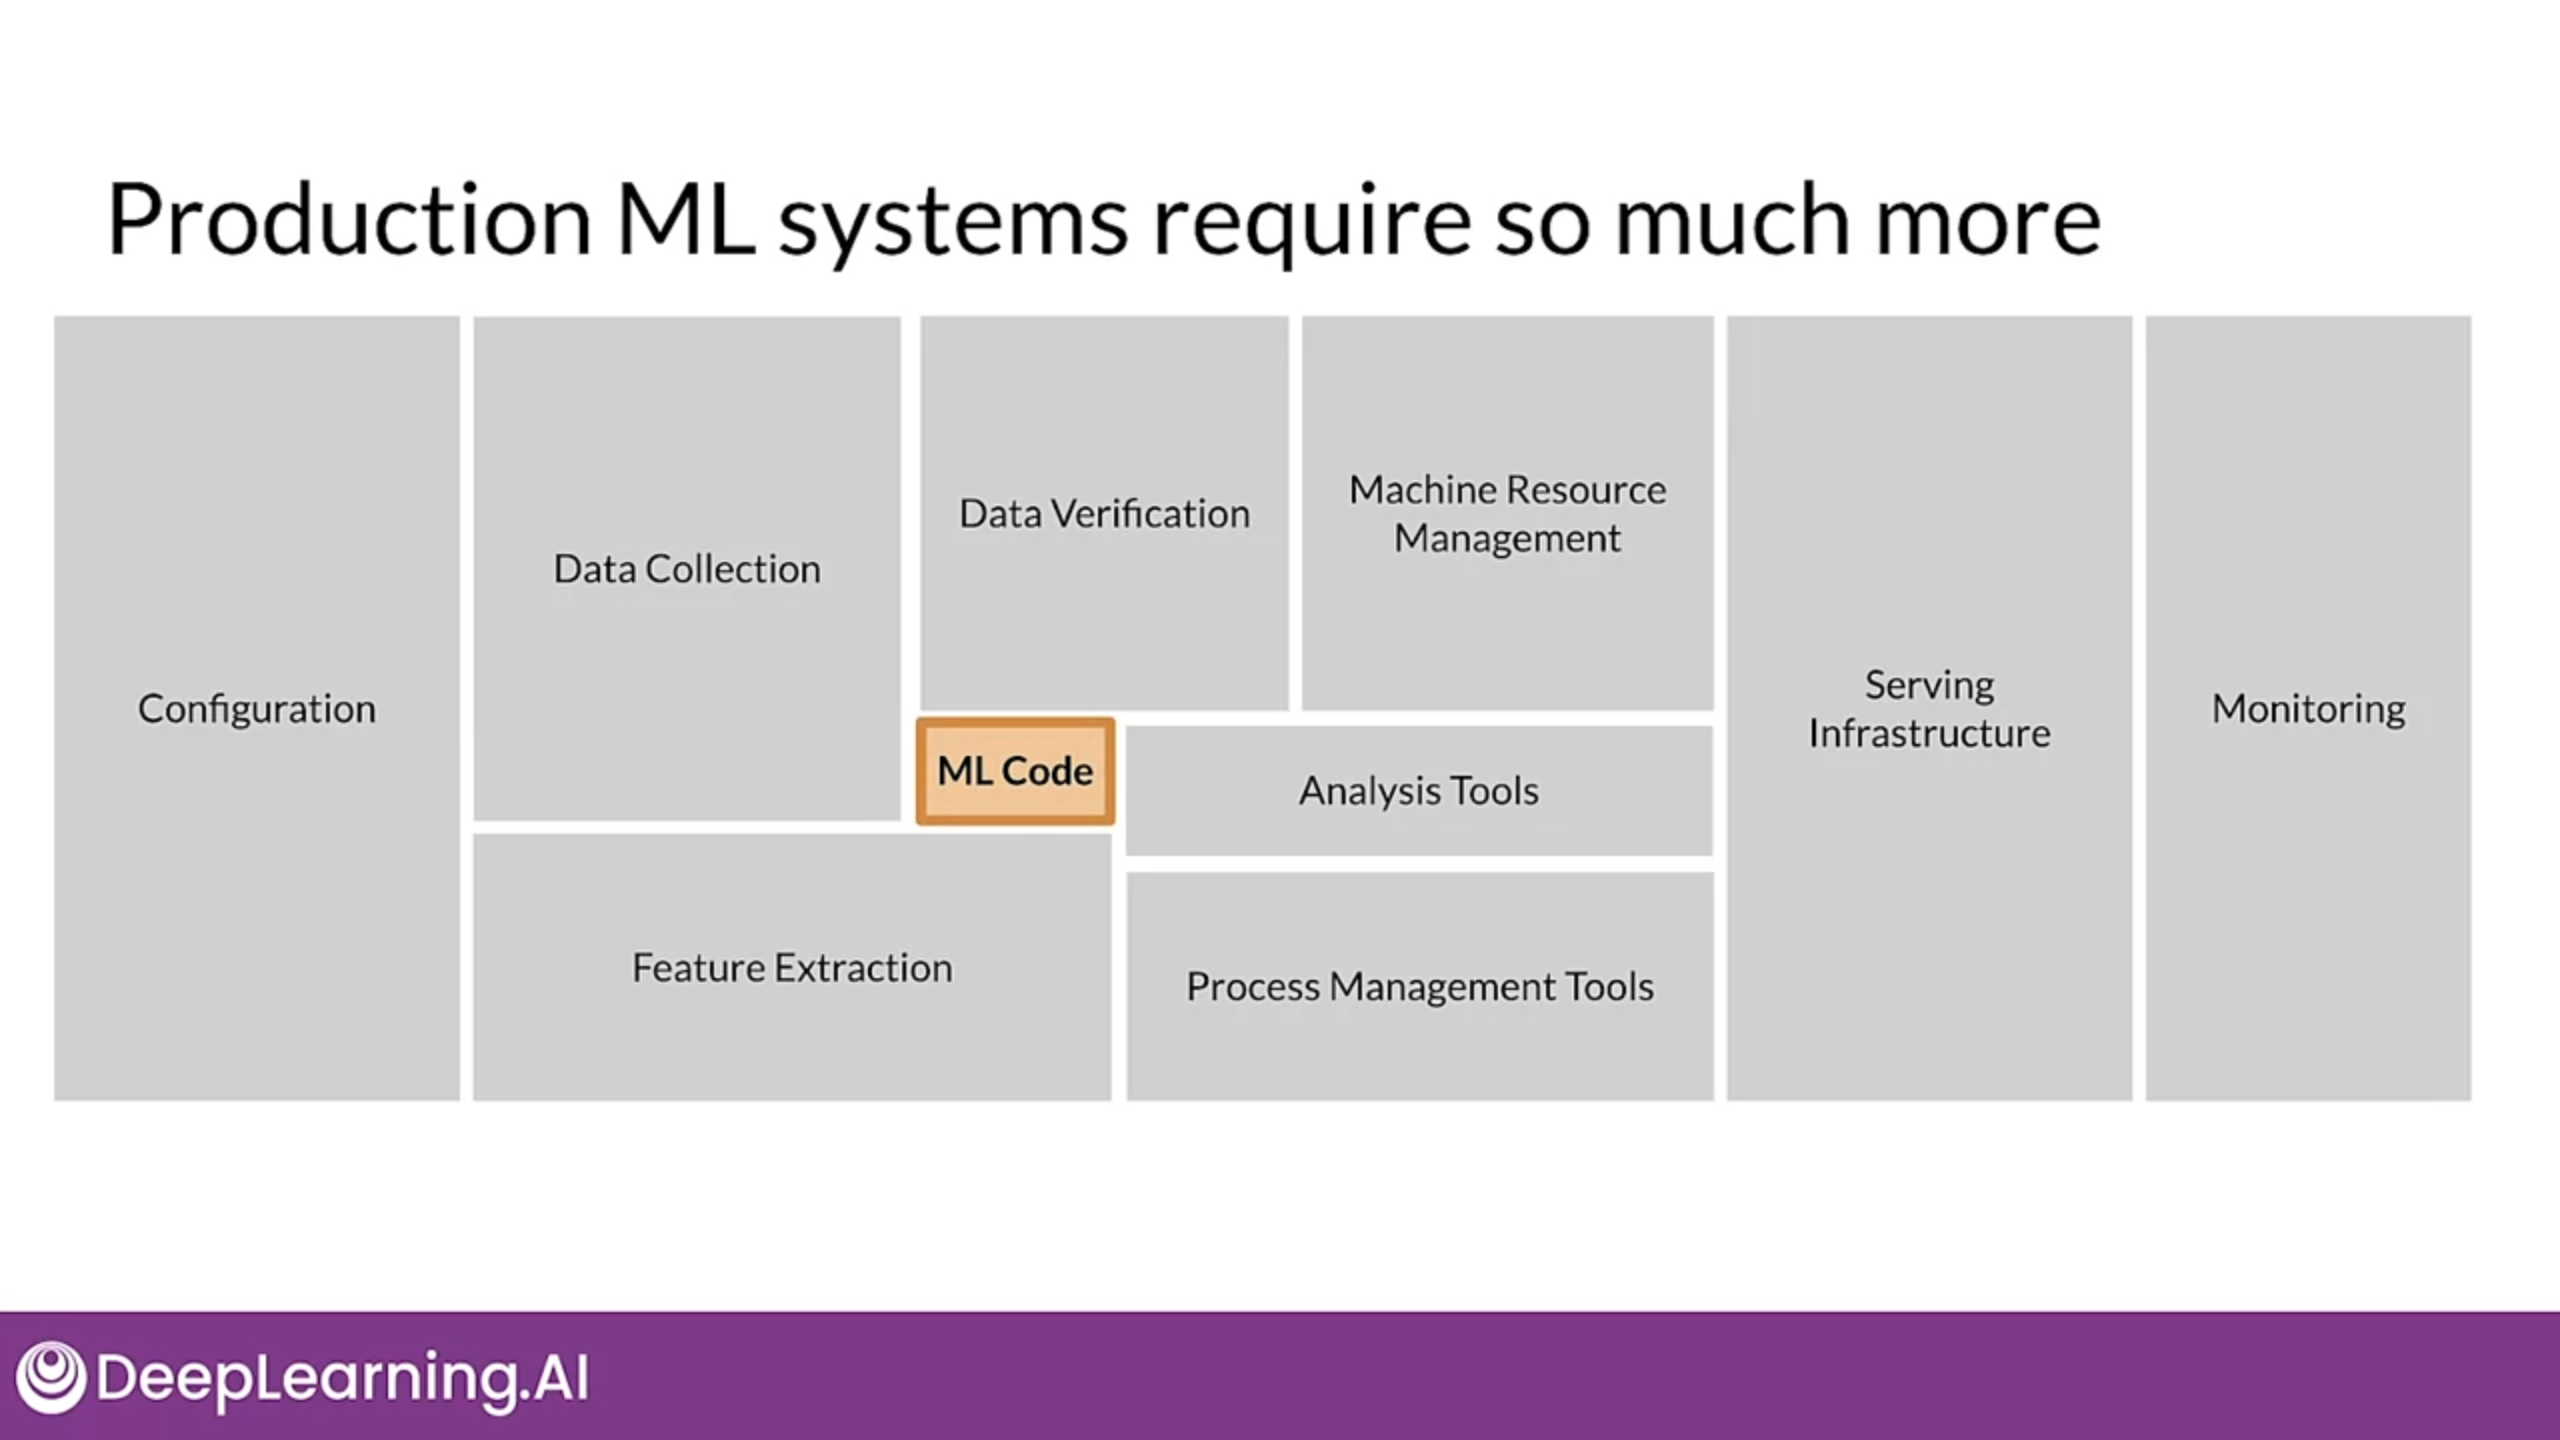 Production ML systems require so much more
Configuration
Data Collection
Data Verification
Machine Resource
Management
Serving
Infrastructure
Monitoring
ML Code
Analysis Tools
Feature Extraction
Process Management Tools
DeepLearning.AI